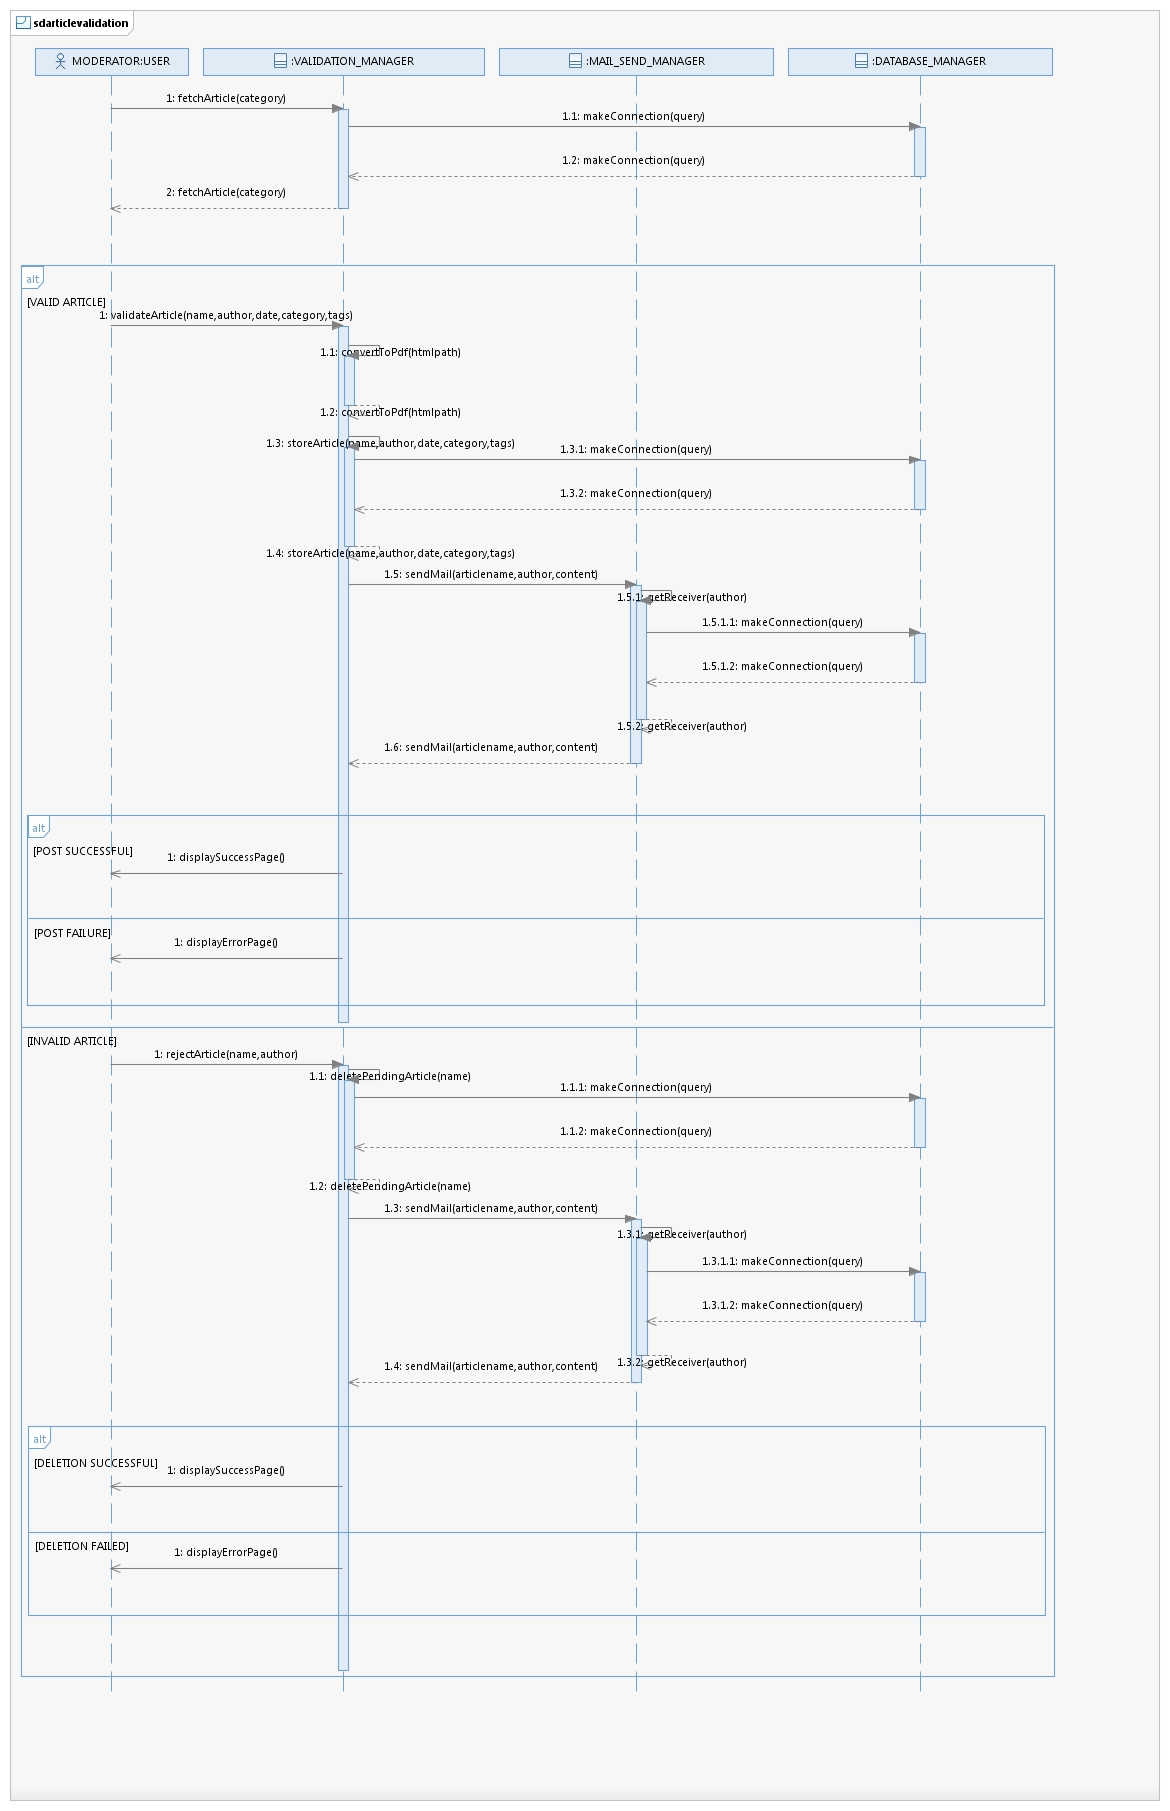 sdarticlevalidation
MODERATOR:USER
:VALIDATION_MANAGER
:MAIL_SEND_MANAGER
:DATABASE_MANAGER
1: fetchArticle(category)
1.1: makeConnection(query)
1.2: makeConnection(query)
2: fetchArticle(category)
alt
[VALID ARTICLE]
1: validateArticle(name,author,date,category,tags)
1.1: convertToPdf(htmlpath)
1.2: convertToPdf(htmlpath)
1.3: storeArticle(name,author,date,category,tags)
1.3.1: makeConnection(query)
1.3.2: makeConnection(query)
1.4: storeArticle(name,author,date,category,tags)
1.5: sendMail(articlename,author,content)
1.5.1: getReceiver(author)
1.5.1.1: makeConnection(query)
1.5.1.2: makeConnection(query)
1.5.2: getReceiver(author)
1.6: sendMail(articlename,author,content)
alt
[POST SUCCESSFUL]
1: displaySuccessPage()
[POST FAILURE]
1: displayErrorPage()
[INVALID ARTICLE]
1: rejectArticle(name,author)
1.1: deletePendingArticle(name)
1.1.1: makeConnection(query)
1.1.2: makeConnection(query)
1.2: deletePendingArticle(name)
1.3: sendMail(articlename,author,content)
1.3.1: getReceiver(author)
1.3.1.1: makeConnection(query)
1.3.1.2: makeConnection(query)
1.3.2: getReceiver(author)
1.4: sendMail(articlename,author,content)
alt
[DELETION SUCCESSFUL]
1: displaySuccessPage()
[DELETION FAILED]
1: displayErrorPage()